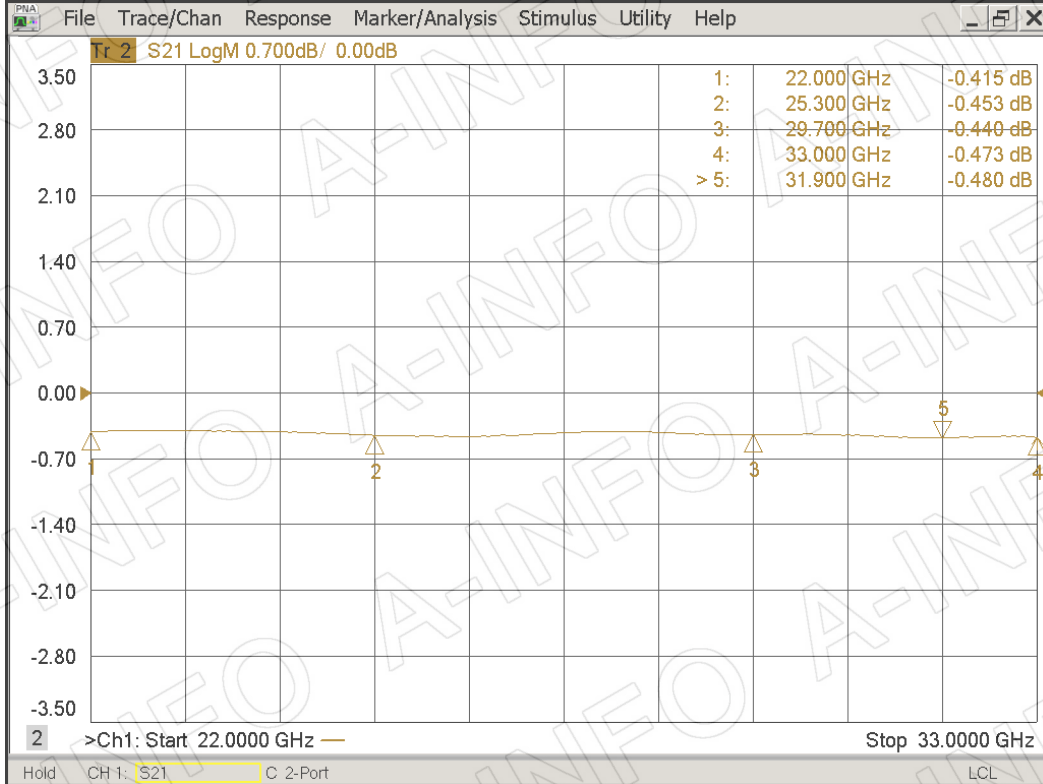 PNA
File Trace/Chan Response Marker/Analysis Stimulus Utility Help
Tr 2 S21 LogM 0.700dB/ 0.00dB
3.50
1: 22.000 GHz -0.415 dB
2: 25.300 GHz -0.453 dB
2.80
3: 29.700 GHz -0.440 dB
4: 33.000 GHz -0.473 dB
> 5: 31.900 GHz -0.480 dB
2.10
1.40
0.70
0.00
5
-0.70
1 2 3 4
-1.40
-2.10
-2.80
-3.50
2 >Ch1: Start 22.0000 GHz Stop 33.0000 GHz
Hold CH 1: S21 C 2-Port LCL
A-INFO A-INFO A-INFO
A-INFO A-INFO A-INFO